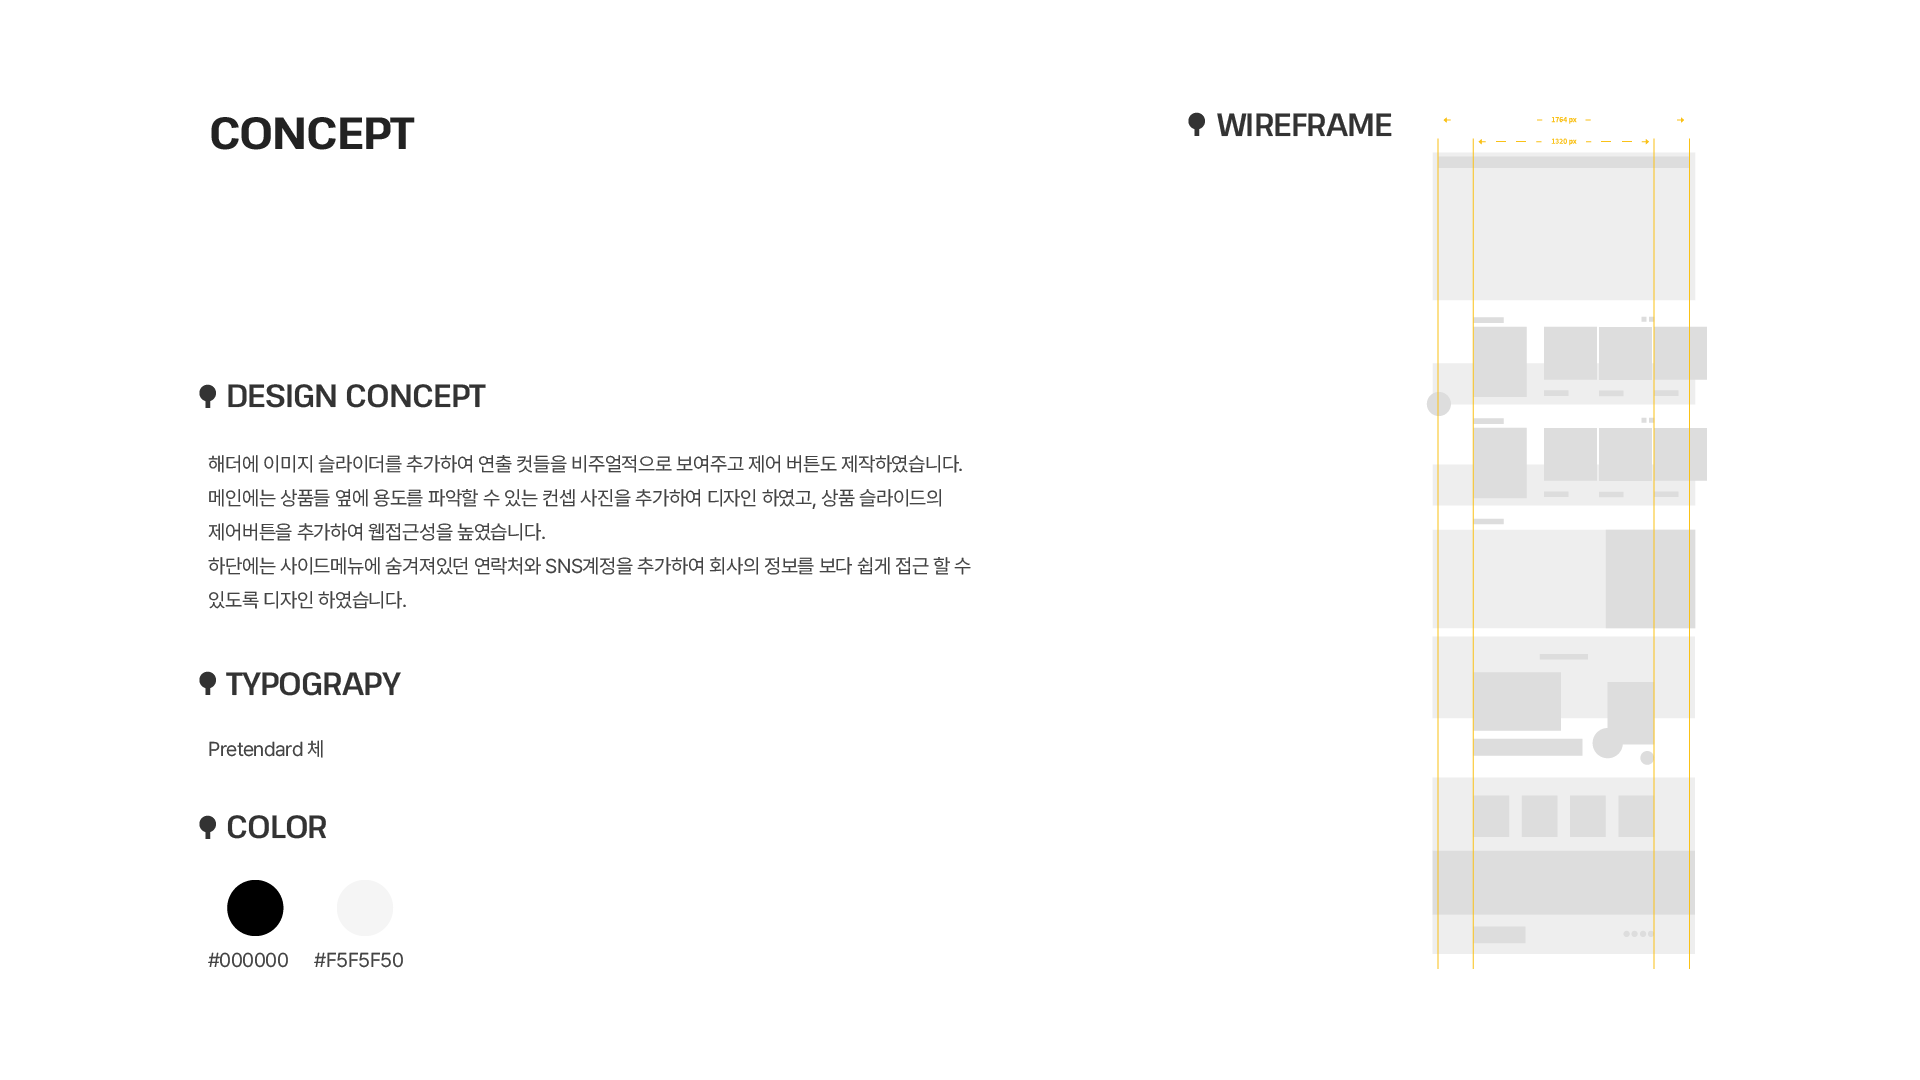 CONCEPT
WIREFRAME
1764 px
1320 px
DESIGN CONCEPT
해더에 이미지 슬라이더를 추가하여 연출 컷들을 비주얼적으로 보여주고 제어 버튼도 제작하였습니다.
메인에는 상품들 옆에 용도를 파악할 수 있는 컨셉 사진을 추가하여 디자인 하였고, 상품 슬라이드의
제어버튼을 추가하여 웹접근성을 높였습니다.
하단에는 사이드메뉴에 숨겨져있던 연락처와 SNS계정을 추가하여 회사의 정보를 보다 쉽게 접근 할 수
있도록 디자인 하였습니다.
TYPOGRAPY
Pretendard 체
COLOR
#000000 #F5F5F50